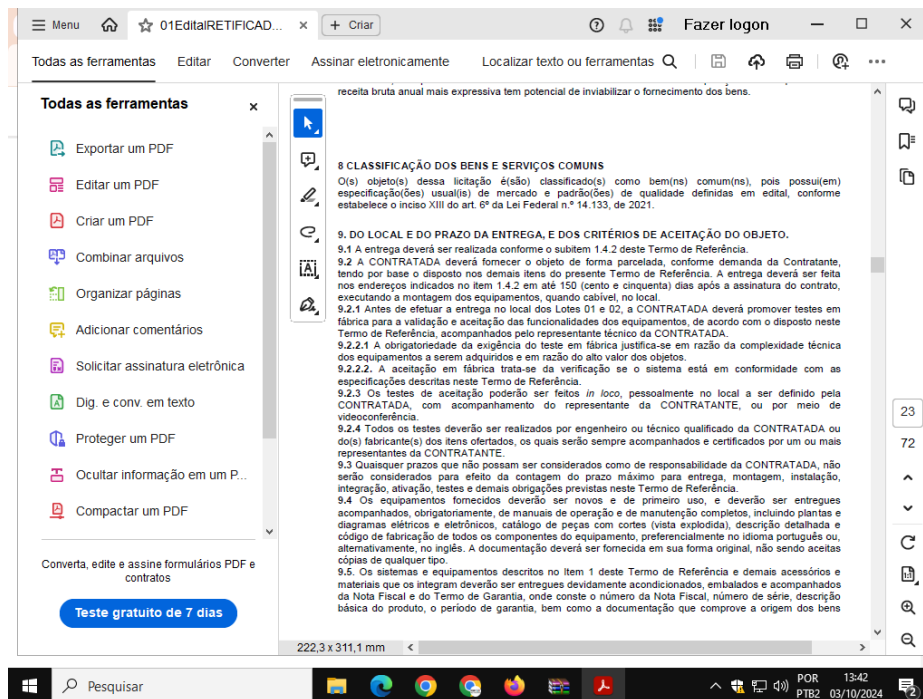 Menu
01EditalRETIFICAD...
Criar
Fazer logon
Todas as ferramentas
Editar
Converter
Assinar eletronicamente
Localizar texto ou ferramentas
Todas as ferramentas
Exportar um PDF
Editar um PDF
Criar um PDF
Combinar arquivos
Organizar páginas
Adicionar comentários
Solicitar assinatura eletrônica
Dig. e conv. em texto
Proteger um PDF
Ocultar informação em um P...
Compactar um PDF
Converta, edite e assine formulários PDF e
contratos
Teste gratuito de 7 dias
receita bruta anual mais expressiva tem potencial de inviabilizar o fornecimento dos bens.
8 CLASSIFICAÇÃO DOS BENS E SERVIÇOS COMUNS
O(s) objeto(s) dessa licitação é(são) classificado(s) como bem(ns) comum(ns), pois possui(em)
especificação(ões) usual(is) de mercado e padrão(ões) de qualidade definidas em edital, conforme
estabelece o inciso XIII do art. 6º da Lei Federal n.º 14.133, de 2021.
9. DO LOCAL E DO PRAZO DA ENTREGA, E DOS CRITÉRIOS DE ACEITAÇÃO DO OBJETO.
9.1 A entrega deverá ser realizada conforme o subitem 1.4.2 deste Termo de Referência.
9.2 A CONTRATADA deverá fornecer o objeto de forma parcelada, conforme demanda da Contratante,
tendo por base o disposto nos demais itens do presente Termo de Referência. A entrega deverá ser feita
nos endereços indicados no item 1.4.2 em até 150 (cento e cinquenta) dias após a assinatura do contrato,
executando a montagem dos equipamentos, quando cabível, no local.
9.2.1 Antes de efetuar a entrega no local dos Lotes 01 e 02, a CONTRATADA deverá promover testes em
fábrica para a validação e aceitação das funcionalidades dos equipamentos, de acordo com o disposto neste
Termo de Referência, acompanhados pelo representante técnico da CONTRATADA.
9.2.2.1 A obrigatoriedade da exigência do teste em fábrica justifica-se em razão da complexidade técnica
dos equipamentos a serem adquiridos e em razão do alto valor dos objetos.
9.2.2.2. A aceitação em fábrica trata-se da verificação se o sistema está em conformidade com as
especificações descritas neste Termo de Referência.
9.2.3 Os testes de aceitação poderão ser feitos in loco, pessoalmente no local a ser definido pela
CONTRATADA, com acompanhamento do representante da CONTRATANTE, ou por meio de
videoconferência.
9.2.4 Todos os testes deverão ser realizados por engenheiro ou técnico qualificado da CONTRATADA ou
do(s) fabricante(s) dos itens ofertados, os quais serão sempre acompanhados e certificados por um ou mais
representantes da CONTRATANTE.
9.3 Quaisquer prazos que não possam ser considerados como de responsabilidade da CONTRATADA, não
serão considerados para efeito da contagem do prazo máximo para entrega, montagem, instalação,
integração, ativação, testes e demais obrigações previstas neste Termo de Referência.
9.4 Os equipamentos fornecidos deverão ser novos e de primeiro uso, e deverão ser entregues
acompanhados, obrigatoriamente, de manuais de operação e de manutenção completos, incluindo plantas e
diagramas elétricos e eletrônicos, catálogo de peças com cortes (vista explodida), descrição detalhada e
código de fabricação de todos os componentes do equipamento, preferencialmente no idioma português ou,
alternativamente, no inglês. A documentação deverá ser fornecida em sua forma original, não sendo aceitas
cópias de qualquer tipo.
9.5. Os sistemas e equipamentos descritos no Item 1 deste Termo de Referência e demais acessórios e
materiais que os integram deverão ser entregues devidamente acondicionados, embalados e acompanhados
da Nota Fiscal e do Termo de Garantia, onde conste o número da Nota Fiscal, número de série, descrição
básica do produto, o período de garantia, bem como a documentação que comprove a origem dos bens
23
72
222,3 x 311,1 mm
Pesquisar
POR
PTB2
13:42
03/10/2024